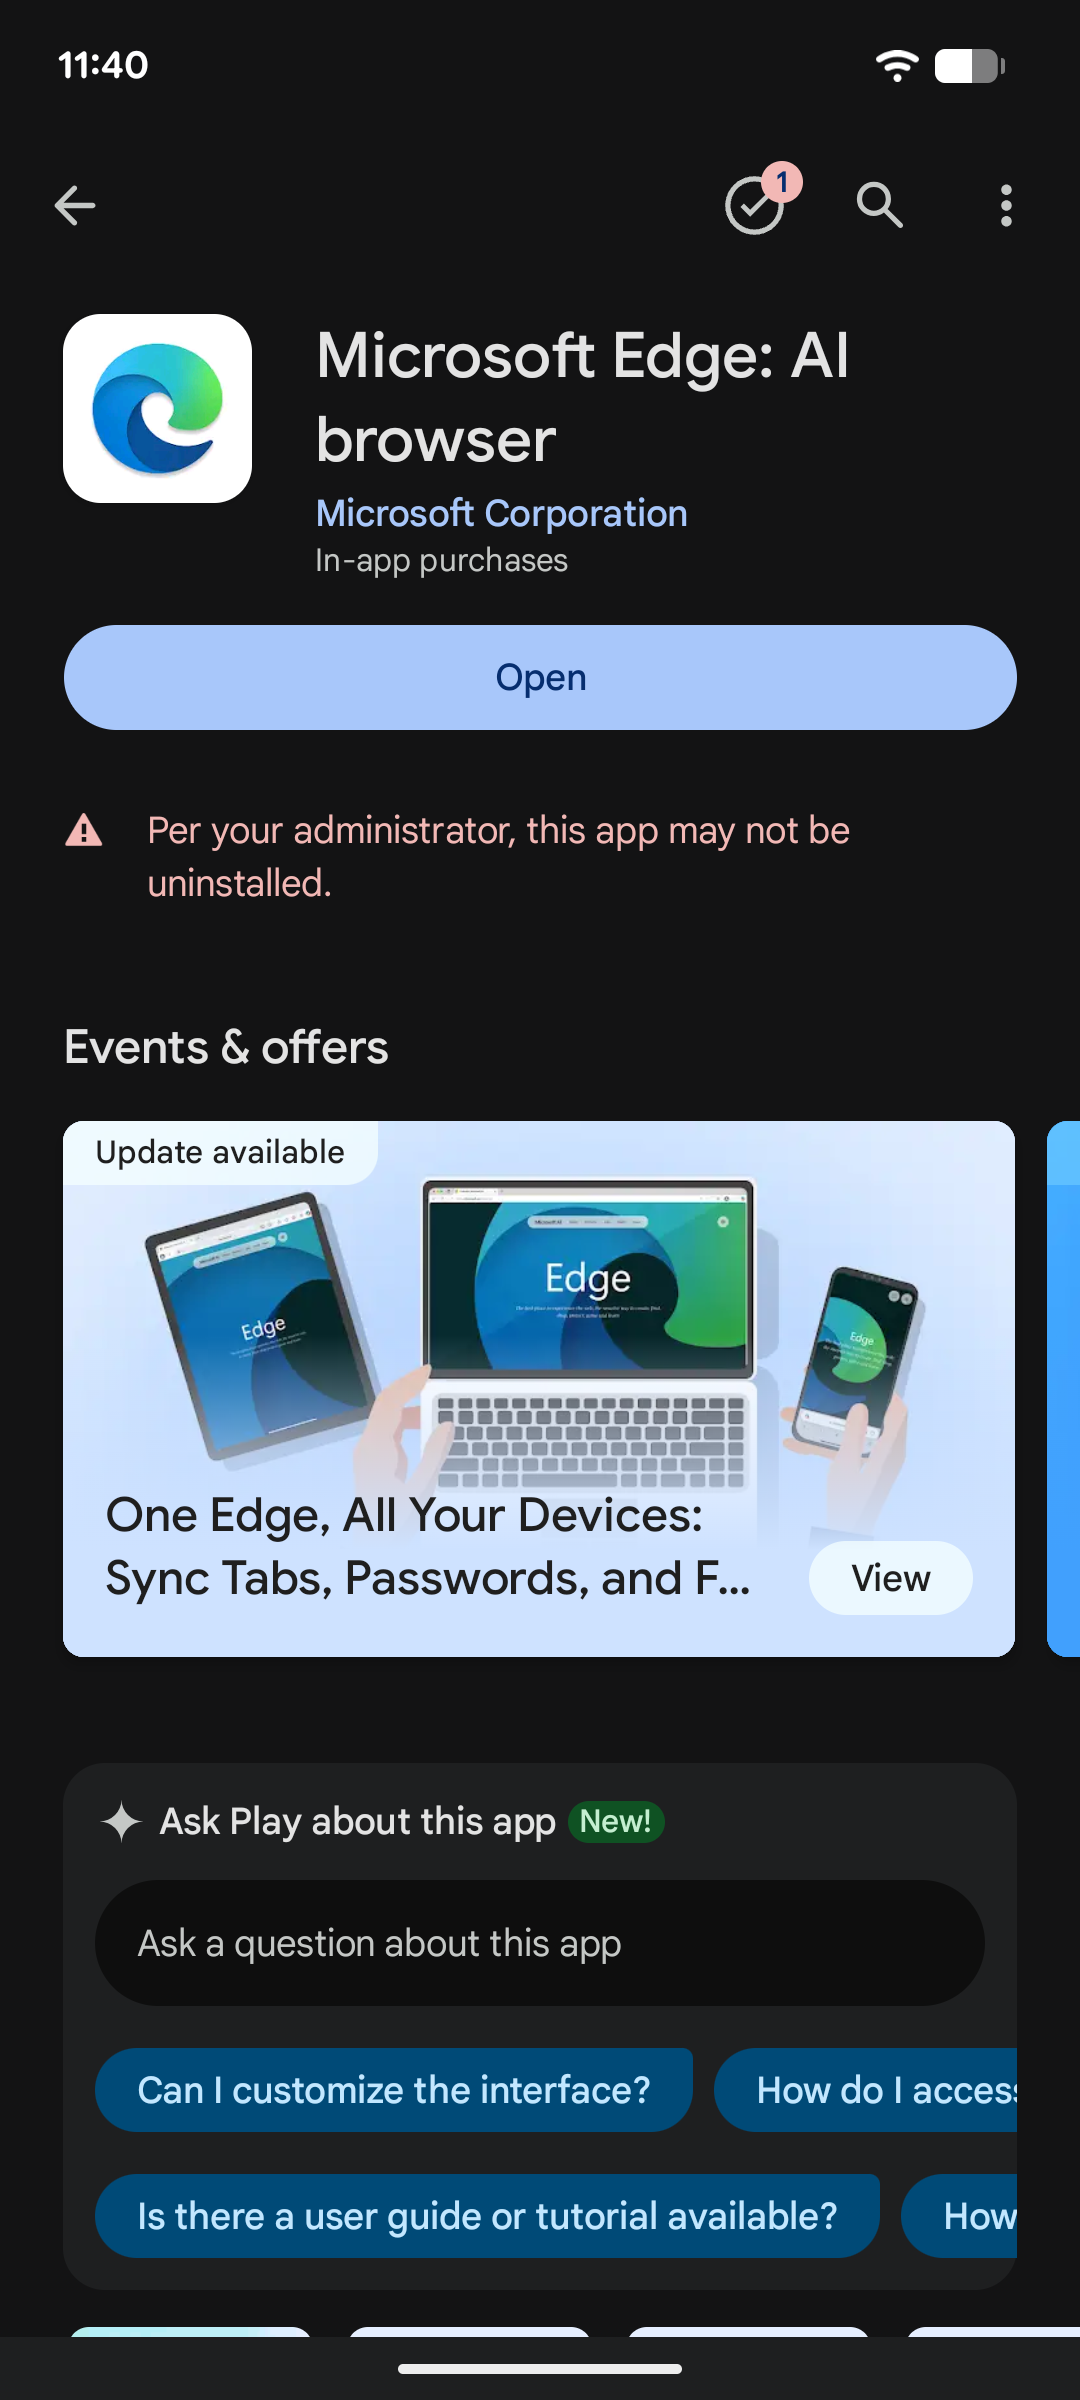 11:40
1
Microsoft Edge: AI
browser
Microsoft Corporation
In-app purchases
Open
Per your administrator, this app may not be
uninstalled.
Events & offers
Update available
Edge
Edge
Edge
One Edge, All Your Devices:
Sync Tabs, Passwords, and F...
View
Ask Play about this app New!
Ask a question about this app
Can I customize the interface?
How do I access
Is there a user guide or tutorial available?
How